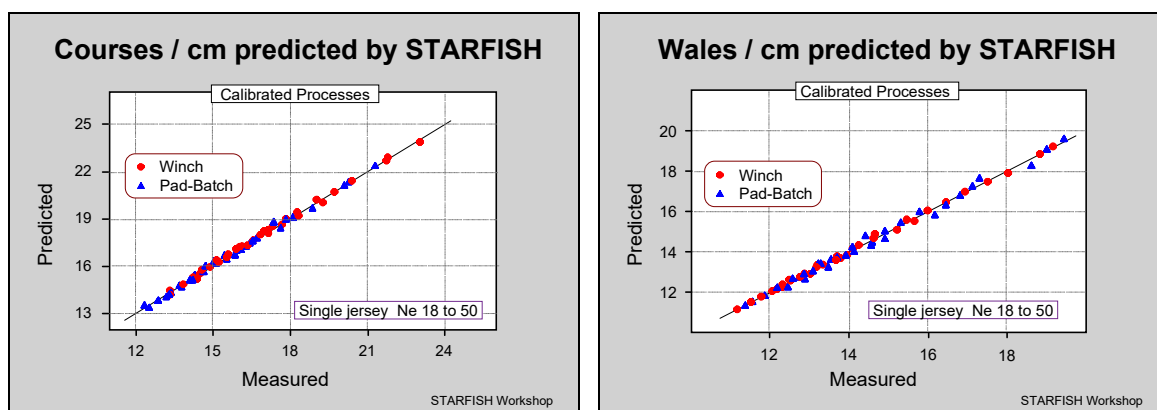 Courses / cm predicted by STARFISH
Calibrated Processes
25
22
19
16
13
Predicted
Winch
Pad-Batch
Single jersey  Ne 18 to 50
12
15
18
21
24
Measured
STARFISH Workshop
Wales / cm predicted by STARFISH
Calibrated Processes
20
18
16
14
12
Predicted
Winch
Pad-Batch
Single jersey  Ne 18 to 50
12
14
16
18
Measured
STARFISH Workshop